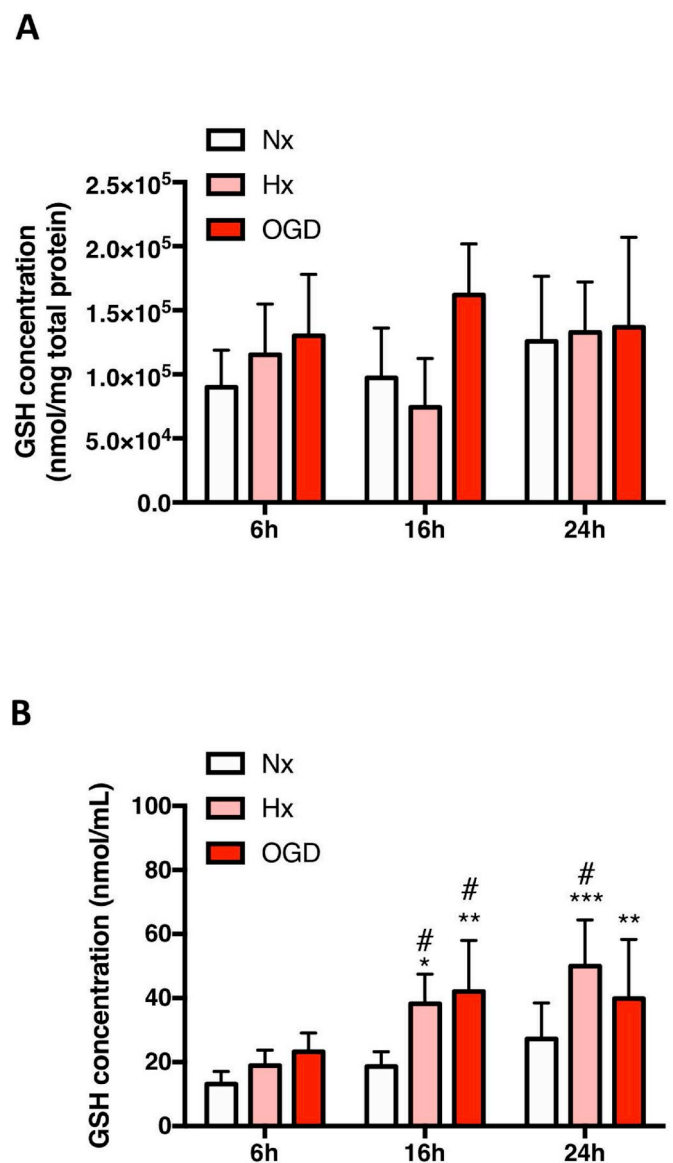 A
Nx
Hx
OGD
GSH concentration
(nmol/mg total protein)
2.5×10⁵
2.0×10⁵
1.5×10⁵
1.0×10⁵
5.0×10⁴
0.0
6h 16h 24h
B
Nx
Hx
OGD
GSH concentration (nmol/mL)
100
80
60
40
20
0
# * # ** # *** **
6h 16h 24h